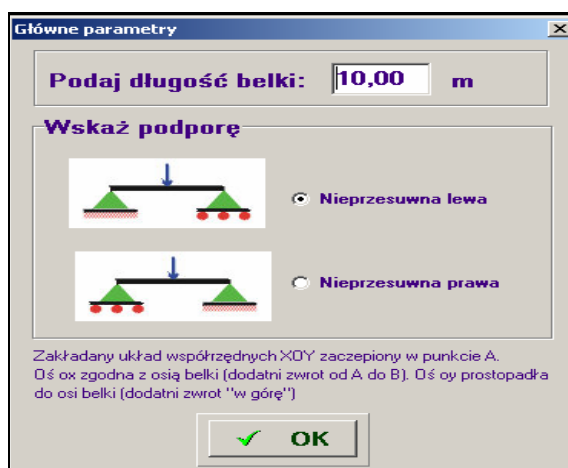 Główne parametry
Podaj długość belki: 10,00 m
Wskaż podporę
Nieprzesuwna lewa
Nieprzesuwna prawa
Zakładany układ współrzędnych XOY zaczepiony w punkcie A.
Oś ox zgodna z osią belki (dodatni zwrot od A do B). Oś oy prostopadła
do osi belki (dodatni zwrot "w górę")
OK